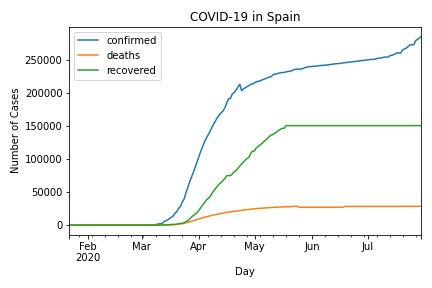 COVID-19 in Spain
confirmed
deaths
recovered
Number of Cases
250000
200000
150000
100000
50000
0
Feb
2020
Mar
Apr
May
Jun
Jul
Day